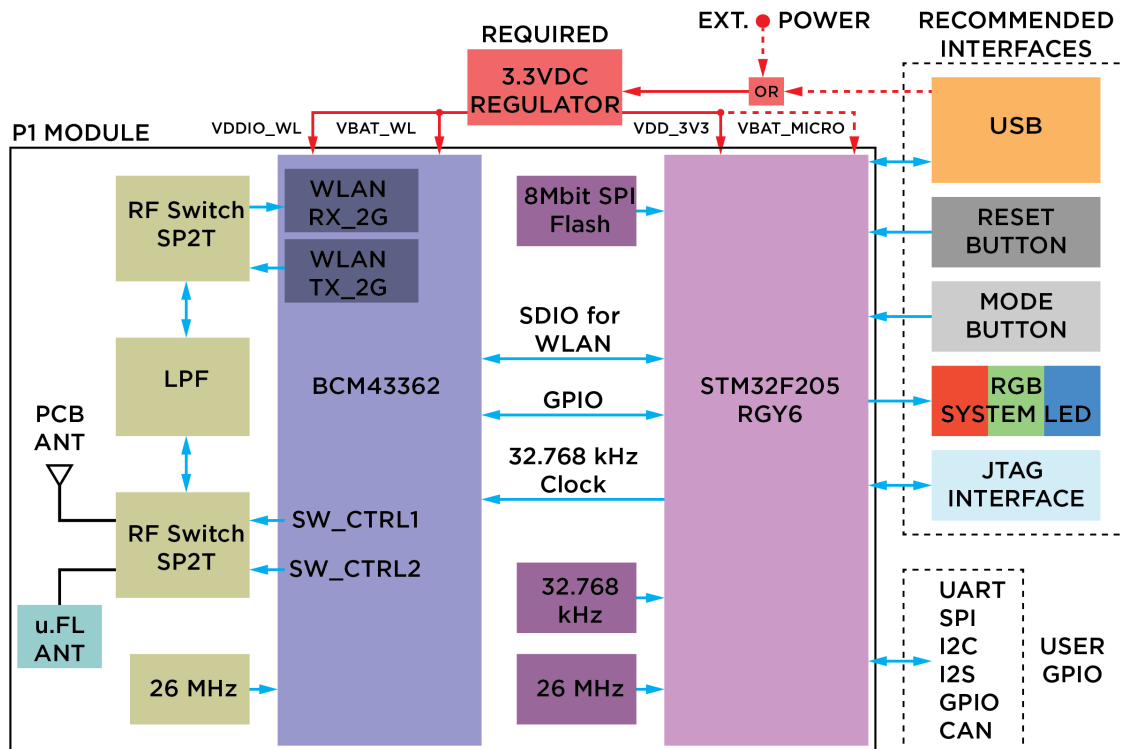 REQUIRED
EXT. POWER
RECOMMENDED
INTERFACES
3.3VDC
REGULATOR
OR
USB
P1 MODULE
VDDIO_WL
VBAT_WL
VDD_3V3
VBAT_MICRO
RF Switch
SP2T
WLAN
RX_2G
WLAN
TX_2G
8Mbit SPI
Flash
RESET
BUTTON
MODE
BUTTON
LPF
BCM43362
SDIO for
WLAN
GPIO
32.768 kHz
Clock
STM32F205
RGY6
RGB
SYSTEM LED
JTAG
INTERFACE
PCB
ANT
RF Switch
SP2T
SW_CTRL1
SW_CTRL2
u.FL
ANT
26 MHz
32.768
kHz
26 MHz
UART
SPI
I2C
I2S
GPIO
CAN
USER
GPIO